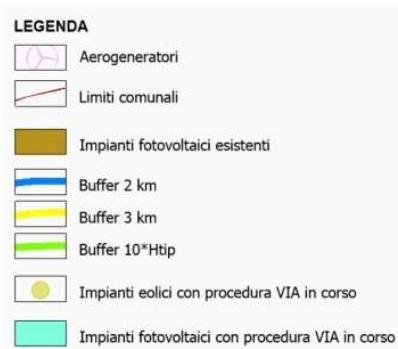 LEGENDA
Aerogeneratori
Limiti comunali
Impianti fotovoltaici esistenti
Buffer 2 km
Buffer 3 km
Buffer 10*Htip
Impianti eolici con procedura VIA in corso
Impianti fotovoltaici con procedura VIA in corso